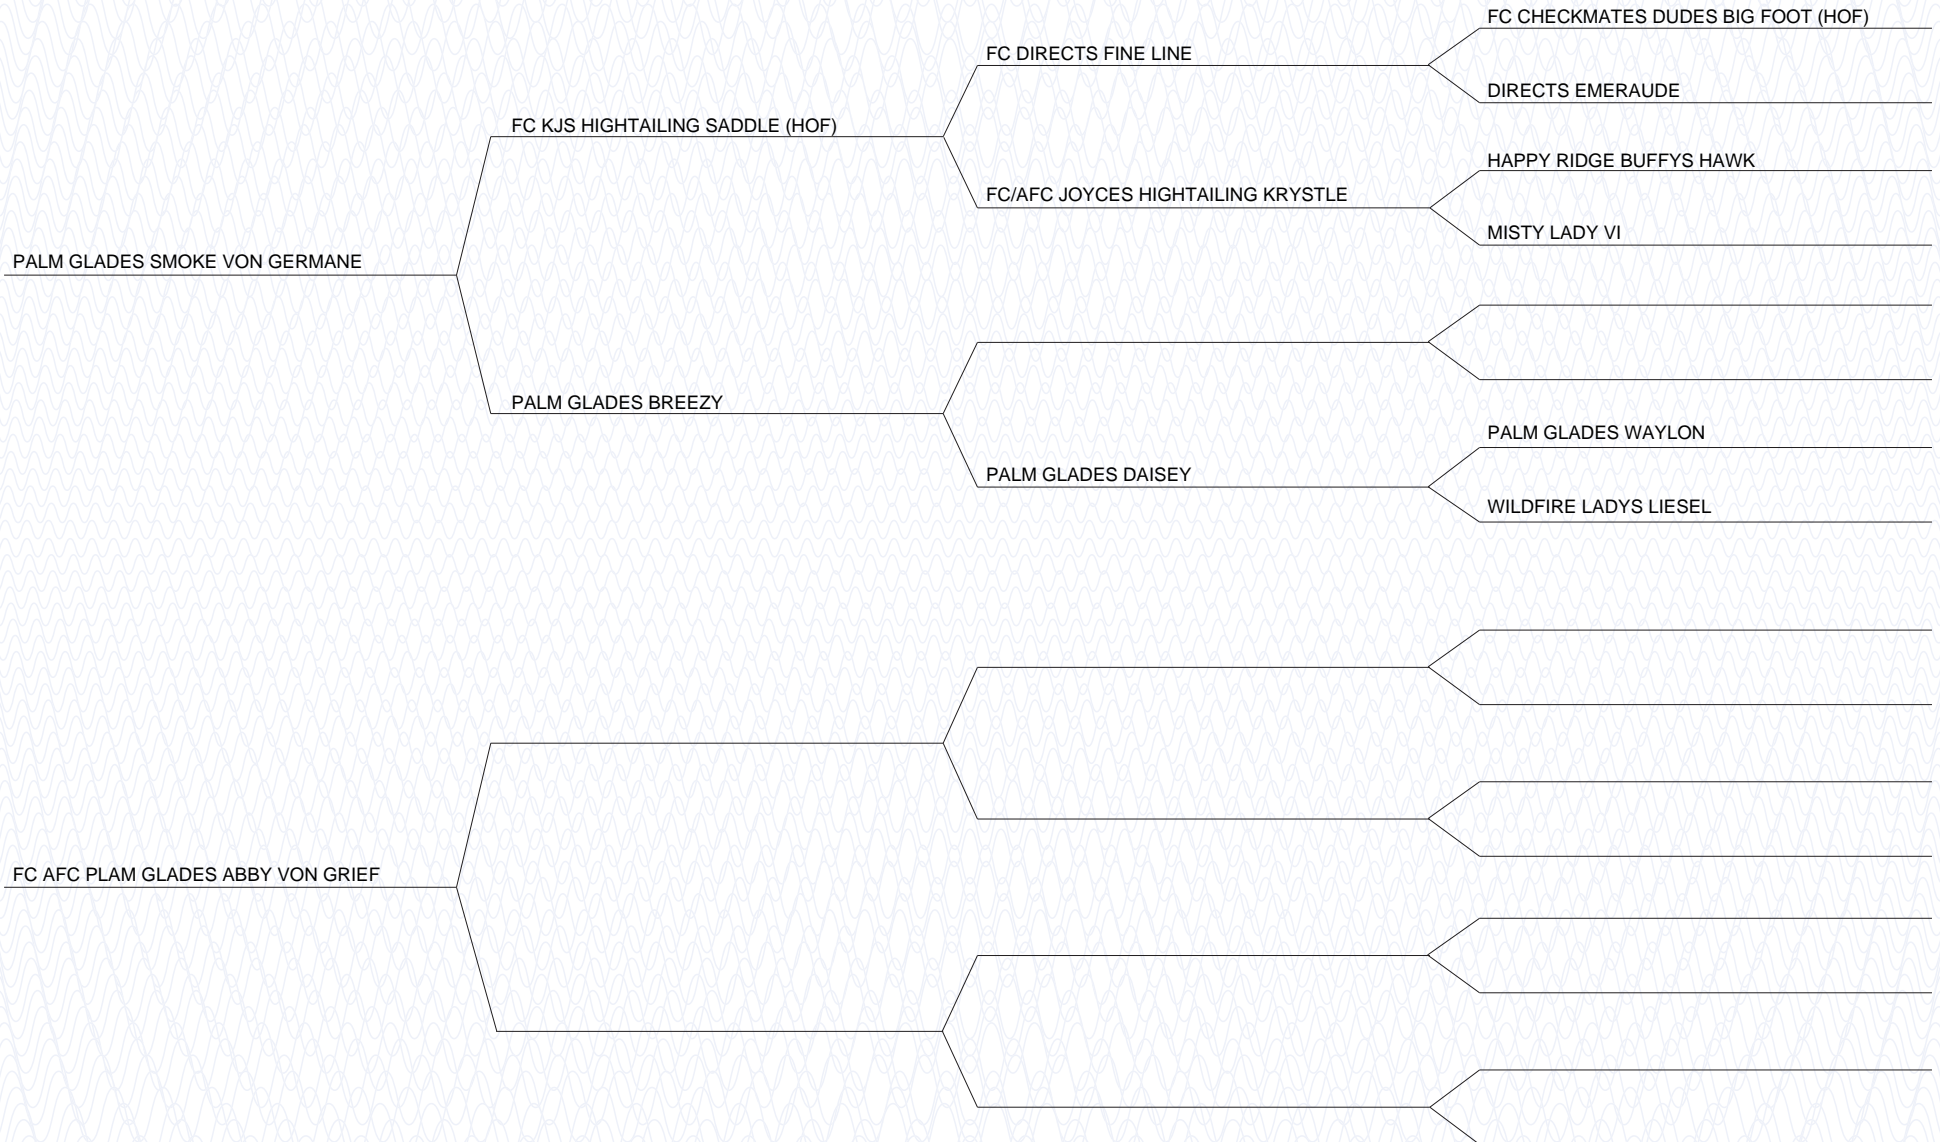 FC CHECKMATES DUDES BIG FOOT (HOF)
FC DIRECTS FINE LINE
DIRECTS EMERAUDE
FC KJS HIGHTAILING SADDLE (HOF)
HAPPY RIDGE BUFFYS HAWK
FC/AFC JOYCES HIGHTAILING KRYSTLE
MISTY LADY VI
PALM GLADES SMOKE VON GERMANE
PALM GLADES BREEZY
PALM GLADES WAYLON
PALM GLADES DAISEY
WILDFIRE LADYS LIESEL
FC AFC PLAM GLADES ABBY VON GRIEF